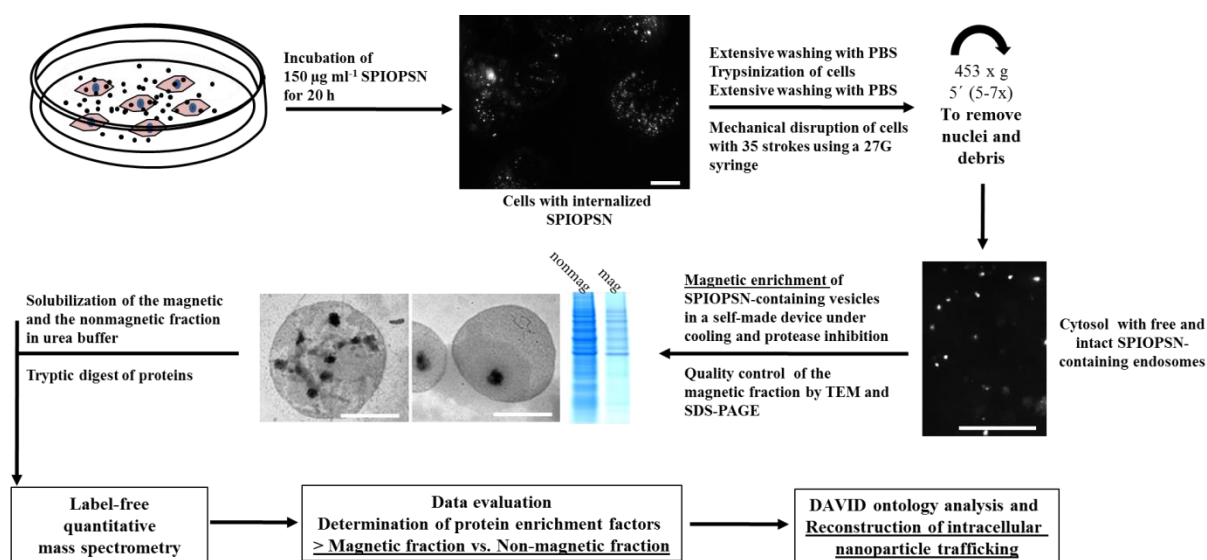 Incubation of
150 µg ml⁻¹ SPIOPSN
for 20 h
Cells with internalized
SPIOPSN
Extensive washing with PBS
Trypsinization of cells
Extensive washing with PBS
Mechanical disruption of cells
with 35 strokes using a 27G
syringe
453 x g
5´ (5-7x)
To remove
nuclei and
debris
Cytosol with free and
intact SPIOPSN-
containing endosomes
Magnetic enrichment of
SPIOPSN-containing vesicles
in a self-made device under
cooling and protease inhibition
Quality control of the
magnetic fraction by TEM and
SDS-PAGE
nonmag
mag
Solubilization of the magnetic
and the nonmagnetic fraction
in urea buffer
Tryptic digest of proteins
Label-free
quantitative
mass spectrometry
Data evaluation
Determination of protein enrichment factors
> Magnetic fraction vs. Non-magnetic fraction
DAVID ontology analysis and
Reconstruction of intracellular
nanoparticle trafficking